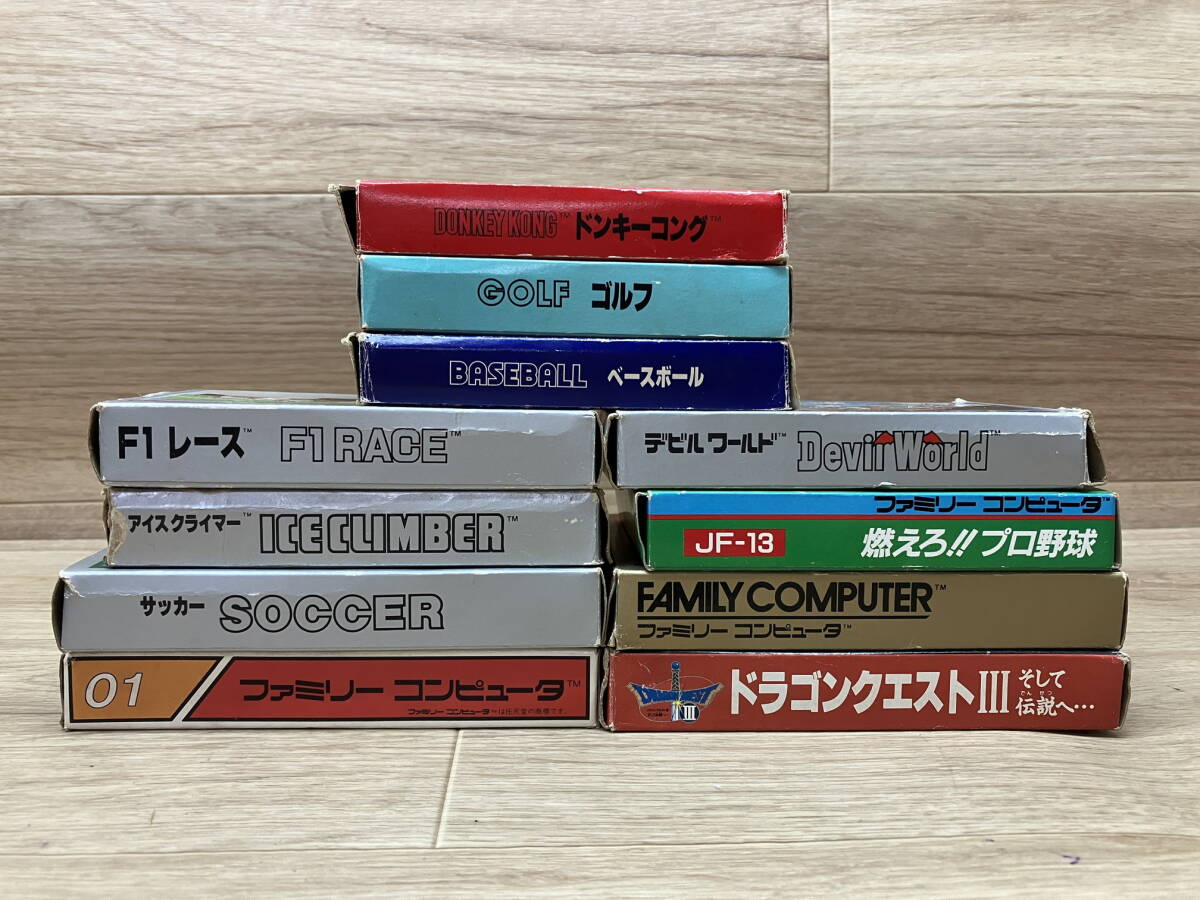 DONKEY KONG™ ドンキーコング™
GOLF ゴルフ
BASEBALL ベースボール
F1 レース™ F1 RACE™
アイスクライマー™ ICE CLIMBER™
サッカー SOCCER
01 ファミリー コンピュータ™
ファミリー コンピュータ™は任天堂の商標です。
デビル ワールド™ Devil World™
ファミリー コンピュータ™
JF-13 燃えろ!! プロ野球
FAMILY COMPUTER™
ファミリー コンピュータ™
ドラゴンクエストIII そして
でんせつ
伝説へ…